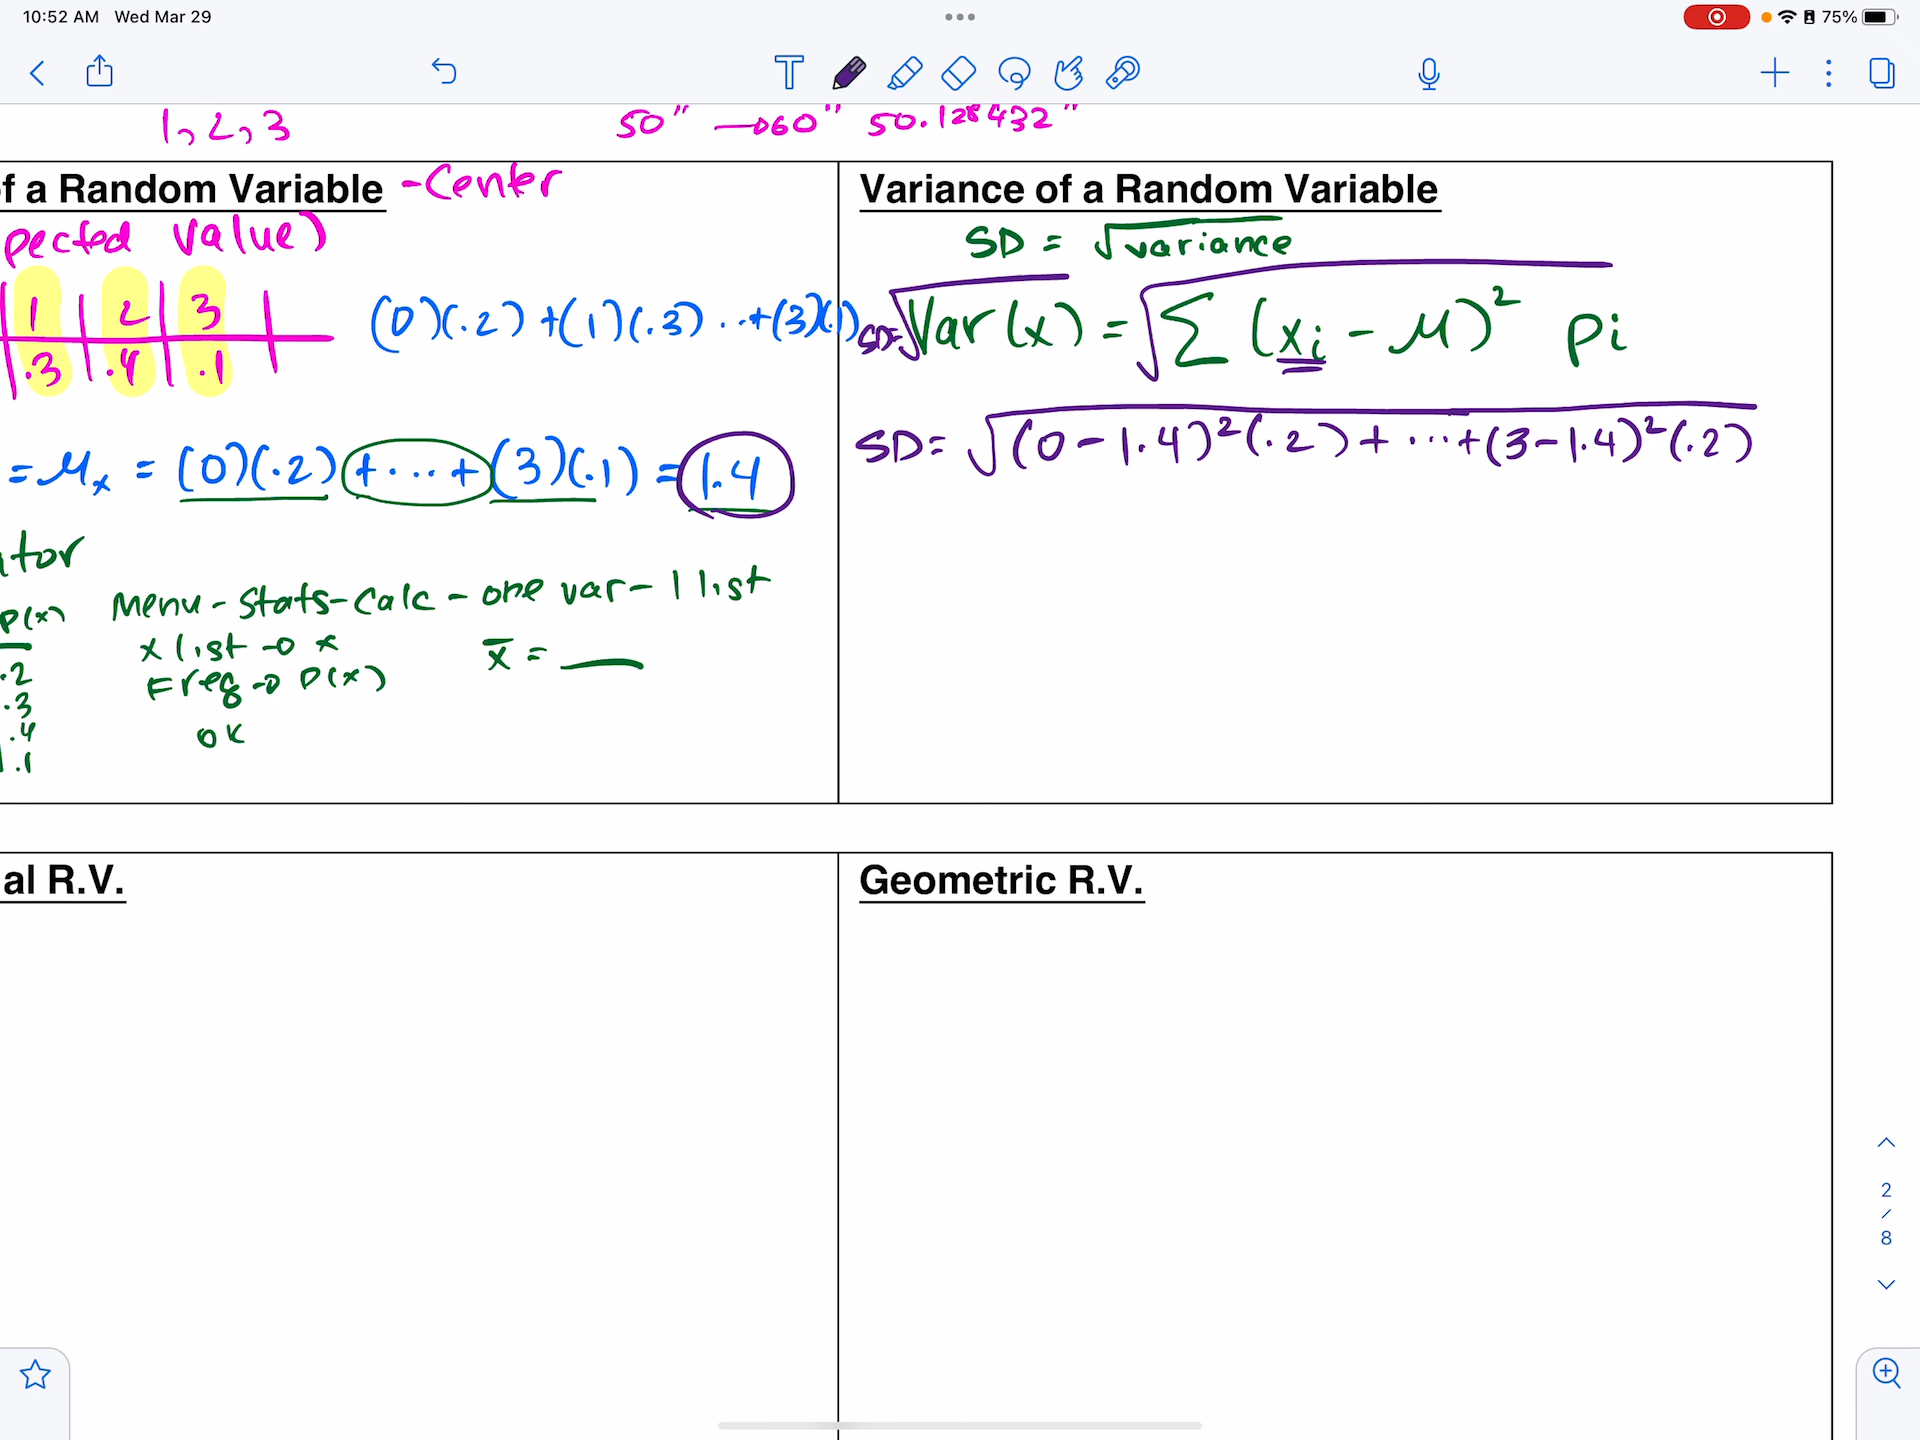 10:52 AM Wed Mar 29
75%
1, 2, 3
50" → 60" 50.128432"
of a Random Variable - Center
pected value)
1 2 3
.3 .4 .1
(0)(.2) + (1)(.3) ... + (3)(.1)
= μx = (0)(.2) + ... + (3)(.1) = 1.4
ator
P(x)
.2
.3
.4
.1
Menu - Stats - Calc - one var - 1 list
x list → x
Freq → P(x)
OK
x̄ = ___
Variance of a Random Variable
SD = √variance
SD = √Var(x) = √Σ (xi - μ)² pi
SD = √(0 - 1.4)²(.2) + ... + (3 - 1.4)²(.2)
al R.V.
Geometric R.V.
2
/
8